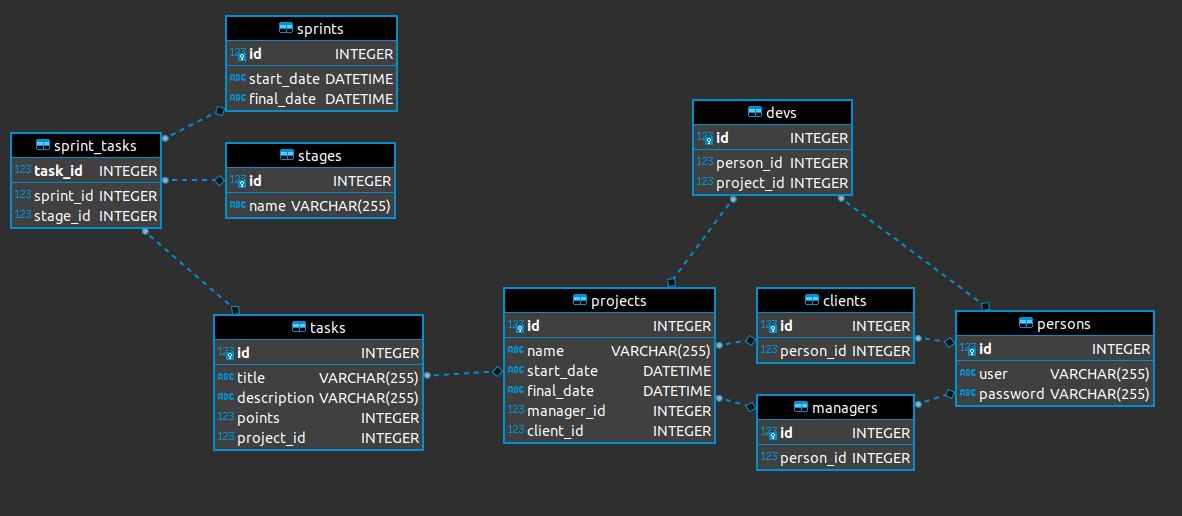 sprints
123 id INTEGER
ABC start_date DATETIME
ABC final_date DATETIME
sprint_tasks
123 task_id INTEGER
123 sprint_id INTEGER
123 stage_id INTEGER
stages
123 id INTEGER
ABC name VARCHAR(255)
devs
123 id INTEGER
123 person_id INTEGER
123 project_id INTEGER
tasks
123 id INTEGER
ABC title VARCHAR(255)
ABC description VARCHAR(255)
123 points INTEGER
123 project_id INTEGER
projects
123 id INTEGER
ABC name VARCHAR(255)
ABC start_date DATETIME
ABC final_date DATETIME
123 manager_id INTEGER
123 client_id INTEGER
clients
123 id INTEGER
123 person_id INTEGER
managers
123 id INTEGER
123 person_id INTEGER
persons
123 id INTEGER
ABC user VARCHAR(255)
ABC password VARCHAR(255)